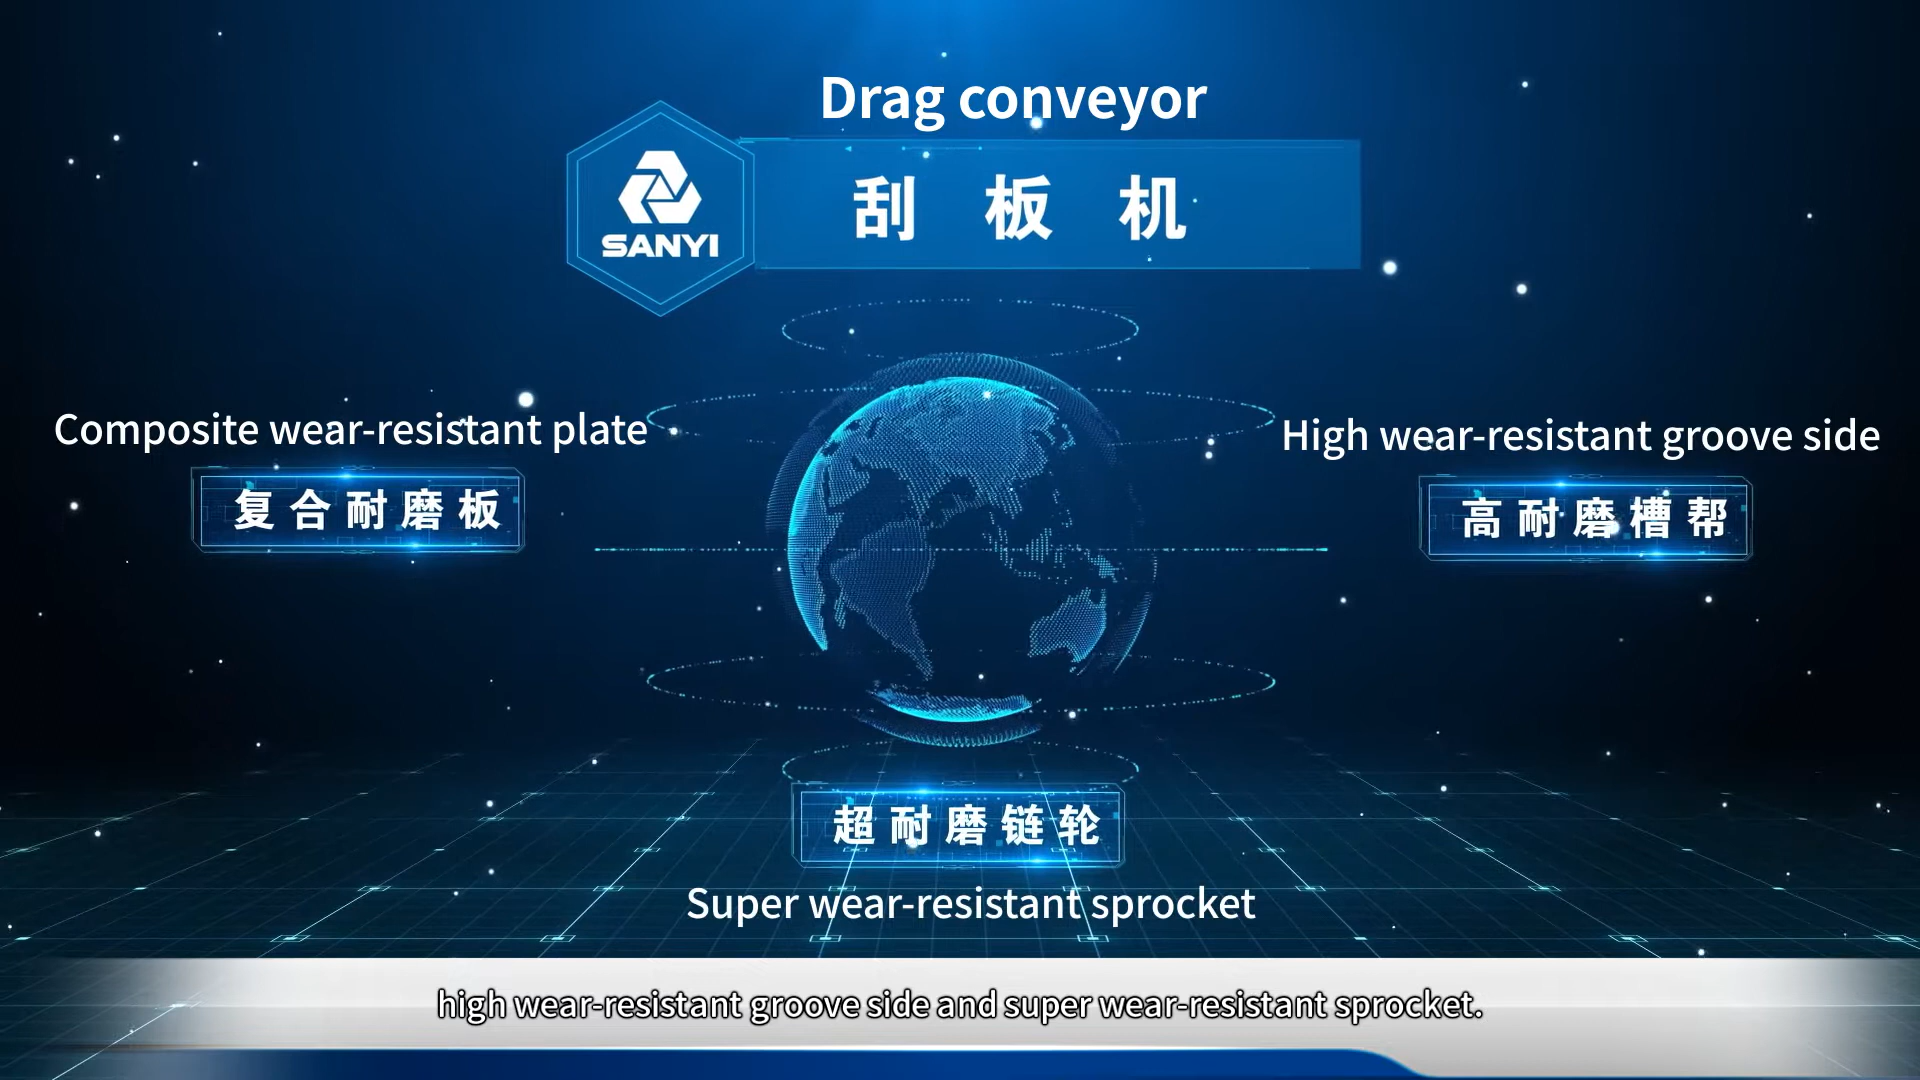 Drag conveyor
SANYI
刮板机
Composite wear-resistant plate
复合耐磨板
High wear-resistant groove side
高耐磨槽帮
超耐磨链轮
Super wear-resistant sprocket
high wear-resistant groove side and super wear-resistant sprocket.